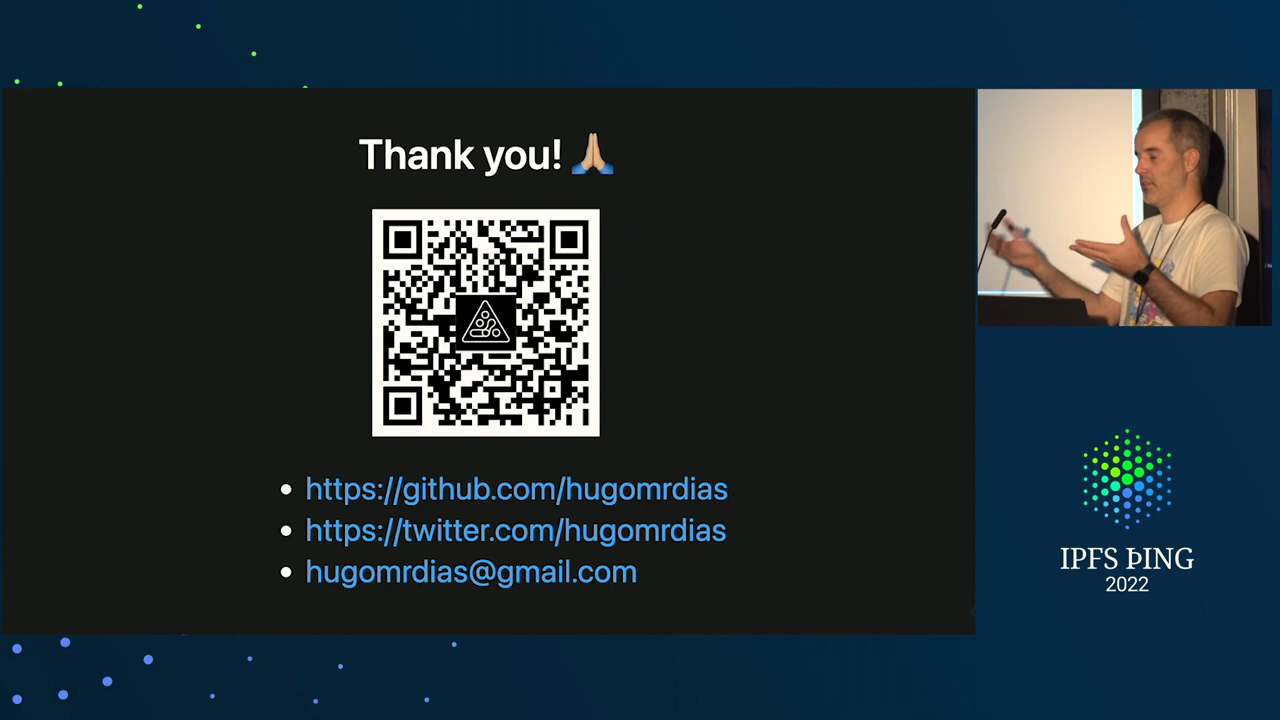 Thank you! 🙏🏼
https://github.com/hugomrdias
https://twitter.com/hugomrdias
hugomrdias@gmail.com
IPFS ÞING
2022